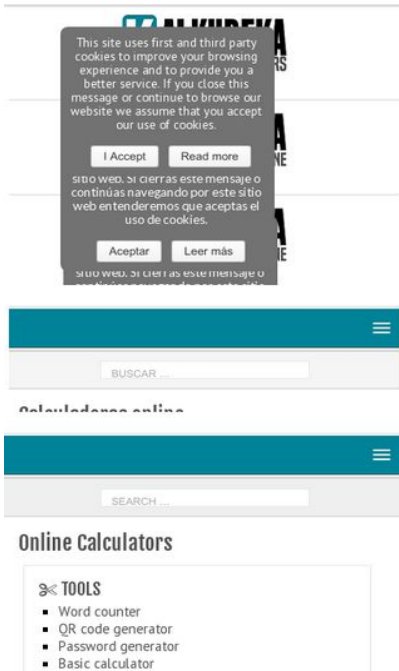 This site uses first and third party
cookies to improve your browsing
experience and to provide you a
better service. If you close this
message or continue to browse our
website we assume that you accept
our use of cookies.
I Accept Read more
sitio web. Si cierras este mensaje o
continúas navegando por este sitio
web entenderemos que aceptas el
uso de cookies.
Aceptar Leer más
sitio web. Si cierras este mensaje o
BUSCAR ...
Calculadoras online
SEARCH ...
Online Calculators
TOOLS
Word counter
QR code generator
Password generator
Basic calculator